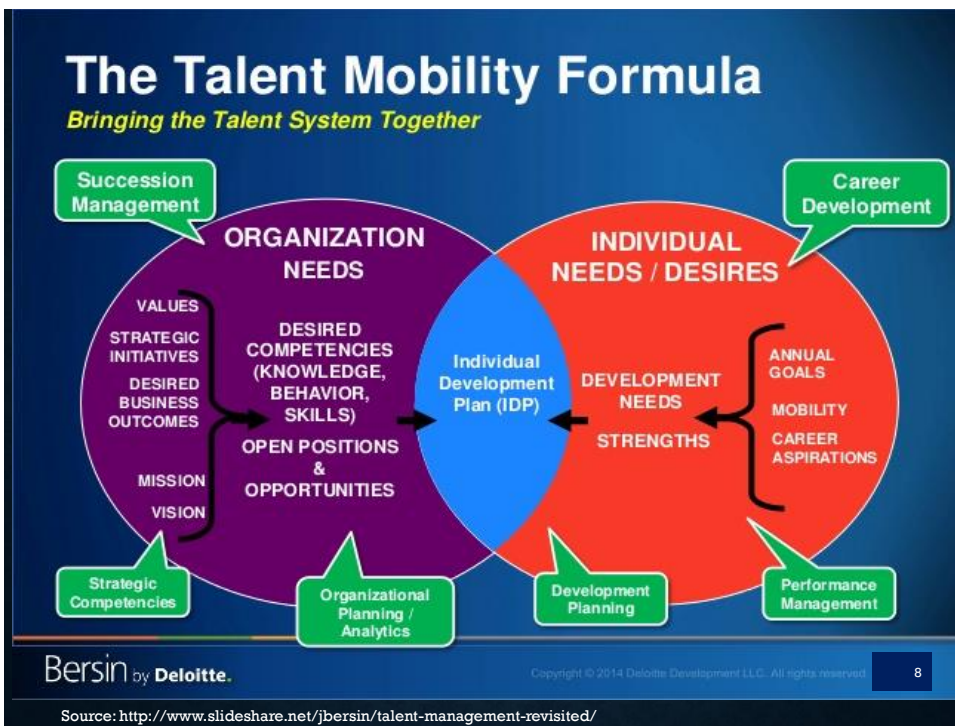 The Talent Mobility Formula
Bringing the Talent System Together
Succession
Management
Career
Development
ORGANIZATION
NEEDS
VALUES
STRATEGIC
INITIATIVES
DESIRED
BUSINESS
OUTCOMES
MISSION
VISION
DESIRED
COMPETENCIES
(KNOWLEDGE,
BEHAVIOR,
SKILLS)
OPEN POSITIONS
&
OPPORTUNITIES
Individual
Development
Plan (IDP)
INDIVIDUAL
NEEDS / DESIRES
DEVELOPMENT
NEEDS
STRENGTHS
ANNUAL
GOALS
MOBILITY
CAREER
ASPIRATIONS
Strategic
Competencies
Organizational
Planning /
Analytics
Development
Planning
Performance
Management
Bersin by Deloitte.
Copyright © 2014 Deloitte Development LLC. All rights reserved.
8
Source: http://www.slideshare.net/jbersin/talent-management-revisited/